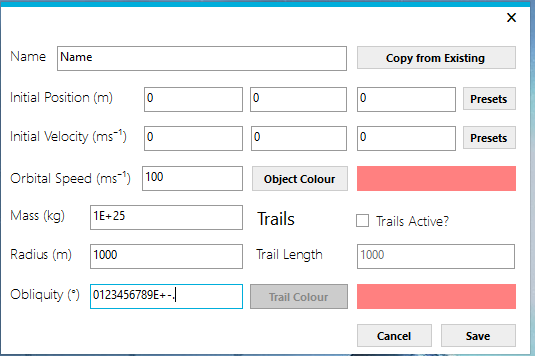 ×
Name Name Copy from Existing
Initial Position (m) 0 0 0 Presets
Initial Velocity (ms⁻¹) 0 0 0 Presets
Orbital Speed (ms⁻¹) 100 Object Colour
Mass (kg) 1E+25 Trails Trails Active?
Radius (m) 1000 Trail Length 1000
Obliquity (°) 0123456789E+-. Trail Colour
Cancel Save